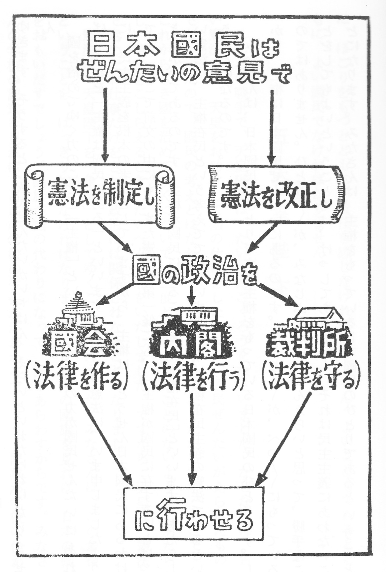 日本國民は
ぜんたいの意見で
憲法を制定し
憲法を改正し
國の政治を
國会
内閣
裁判所
(法律を作る)
(法律を行う)
(法律を守る)
に行わせる